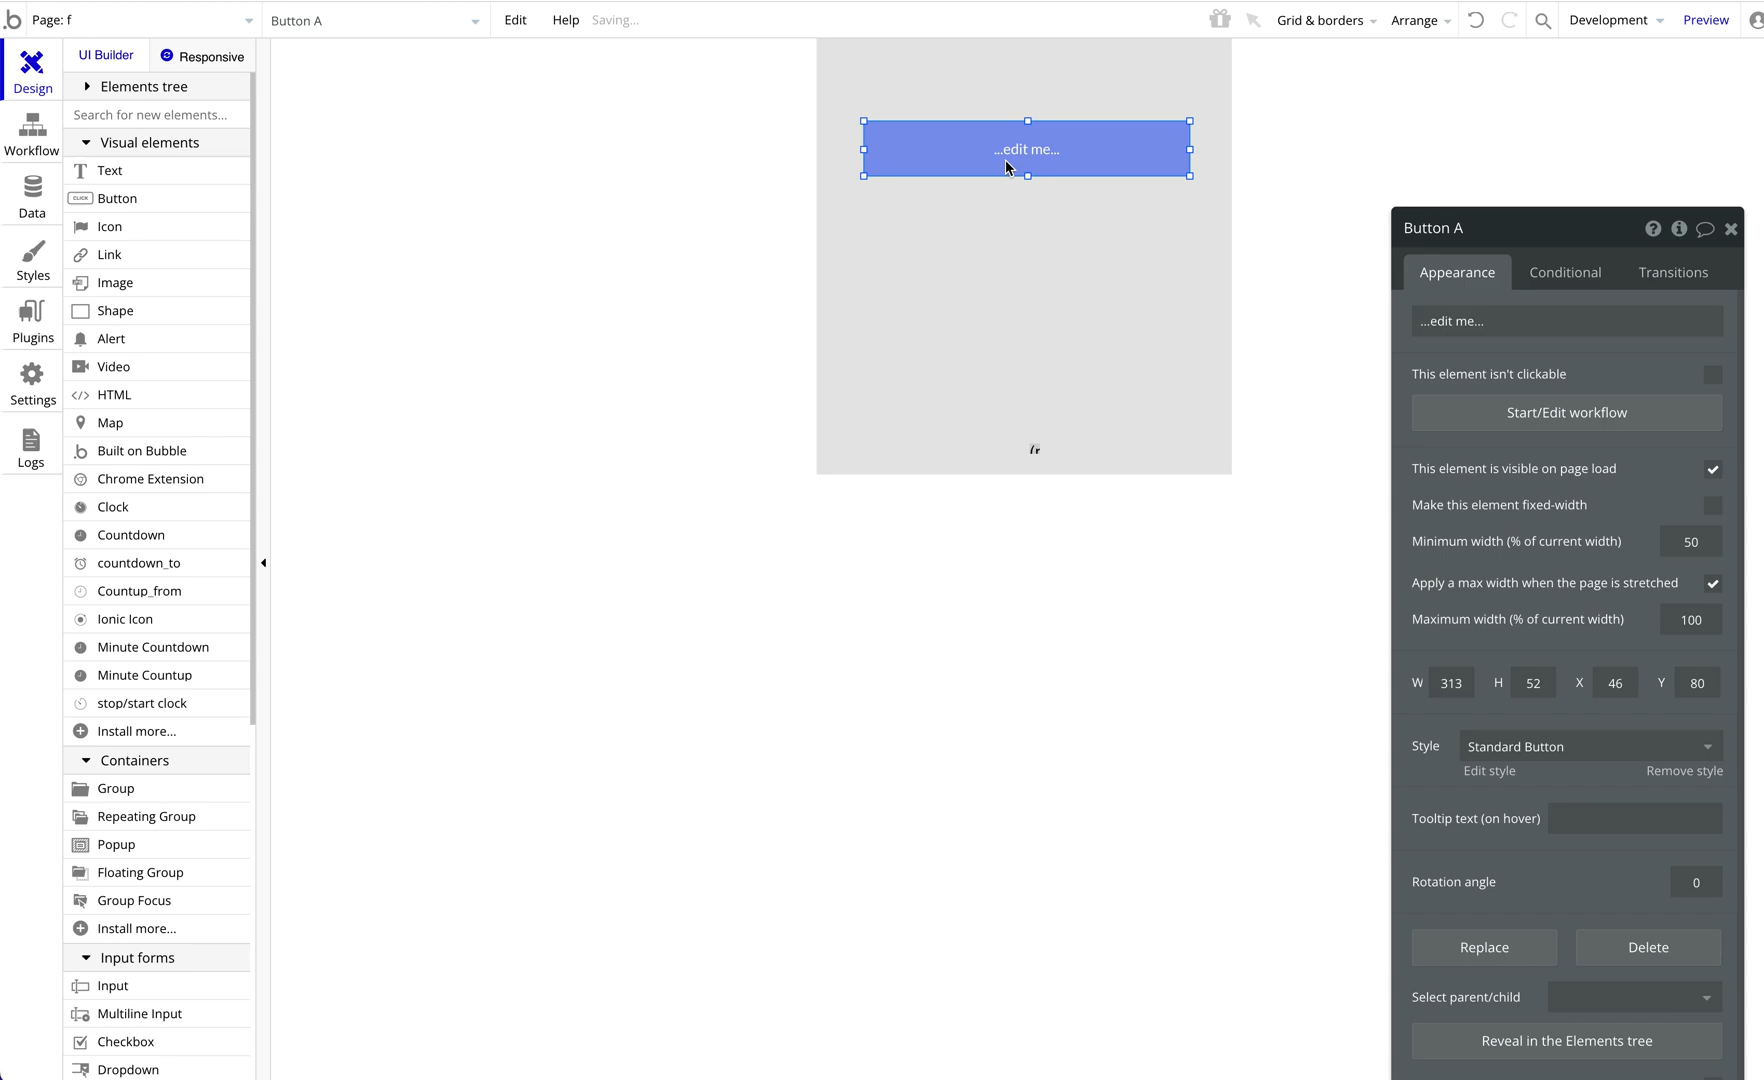 Page: f
Button A
Edit
Help
Saving...
Grid & borders
Arrange
Development
Preview
Design
Workflow
Data
Styles
Plugins
Settings
Logs
UI Builder
Responsive
Elements tree
Search for new elements...
Visual elements
Text
CLICK Button
Icon
Link
Image
Shape
Alert
Video
</> HTML
Map
Built on Bubble
Chrome Extension
Clock
Countdown
countdown_to
Countup_from
Ionic Icon
Minute Countdown
Minute Countup
stop/start clock
Install more...
Containers
Group
Repeating Group
Popup
Floating Group
Group Focus
Install more...
Input forms
Input
Multiline Input
Checkbox
Dropdown
...edit me...
Button A
Appearance
Conditional
Transitions
...edit me...
This element isn't clickable
Start/Edit workflow
This element is visible on page load
Make this element fixed-width
Minimum width (% of current width) 50
Apply a max width when the page is stretched
Maximum width (% of current width) 100
W 313 H 52 X 46 Y 80
Style Standard Button
Edit style Remove style
Tooltip text (on hover)
Rotation angle 0
Replace Delete
Select parent/child
Reveal in the Elements tree